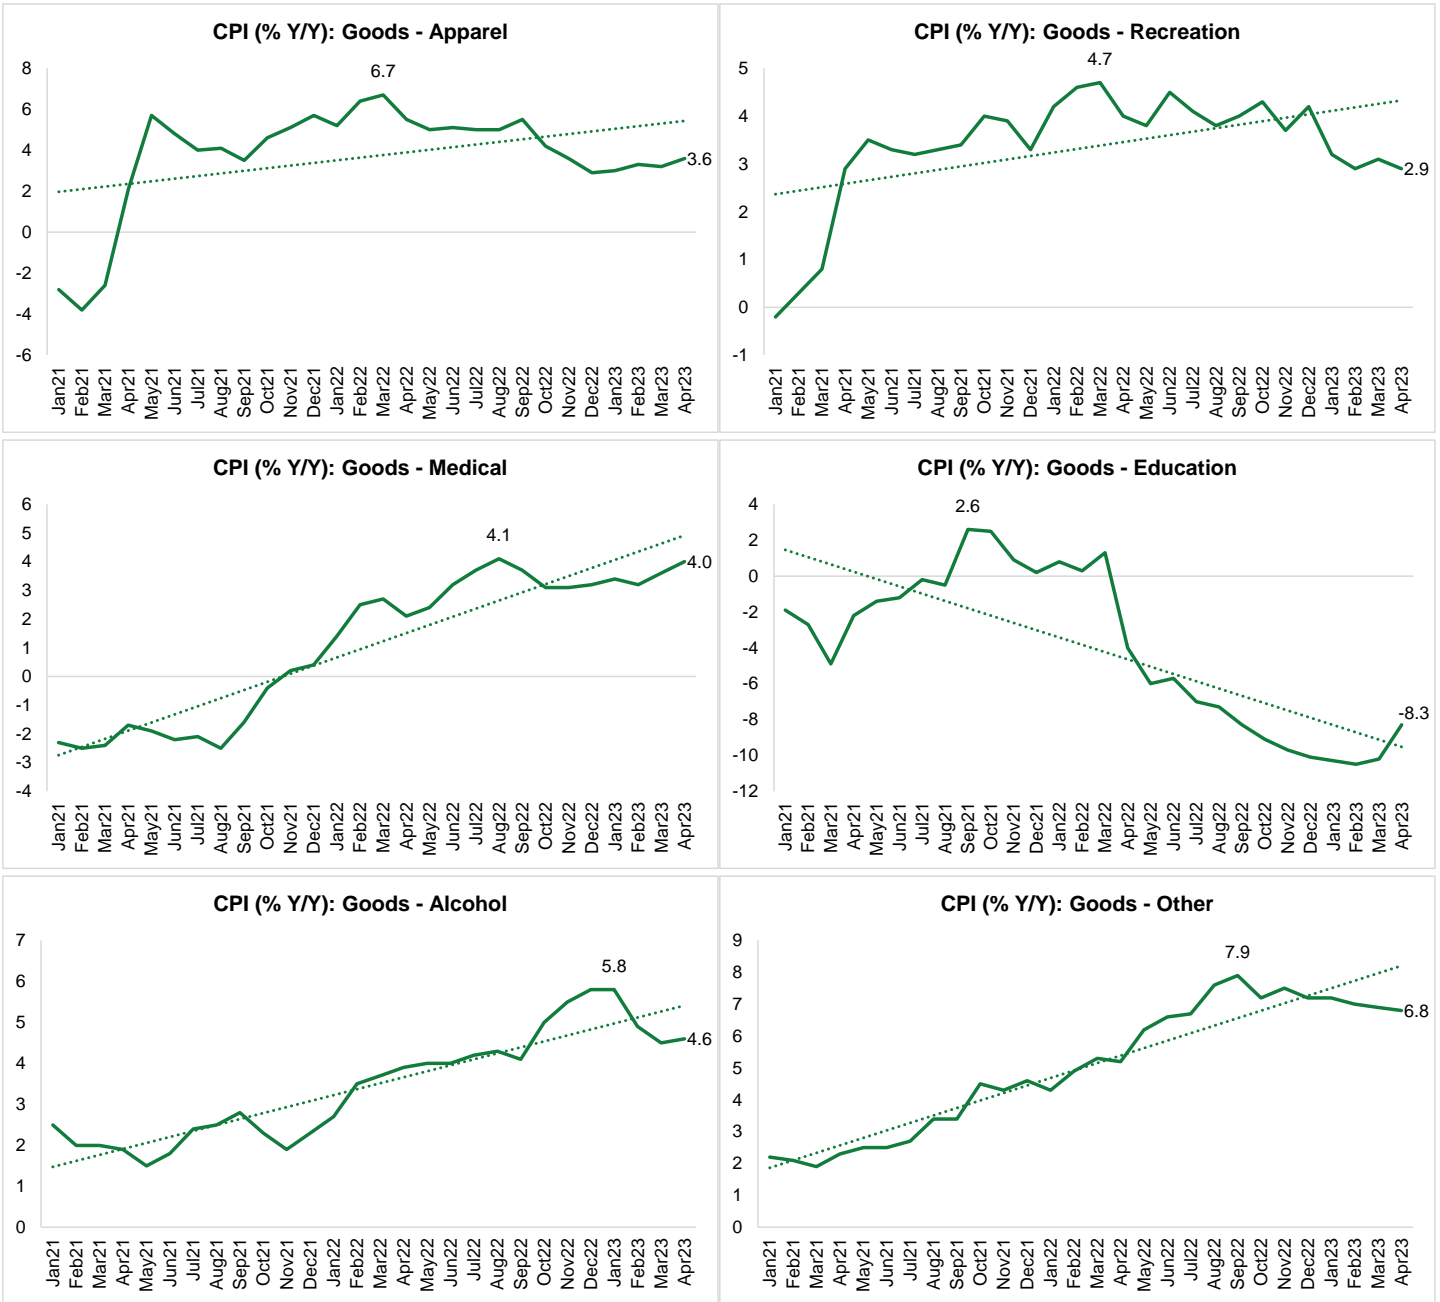 CPI (% Y/Y): Goods - Apparel
8
6
4
2
0
-2
-4
-6
6.7
3.6
Jan21
Feb21
Mar21
Apr21
May21
Jun21
Jul21
Aug21
Sep21
Oct21
Nov21
Dec21
Jan22
Feb22
Mar22
Apr22
May22
Jun22
Jul22
Aug22
Sep22
Oct22
Nov22
Dec22
Jan23
Feb23
Mar23
Apr23
CPI (% Y/Y): Goods - Recreation
5
4
3
2
1
0
-1
4.7
2.9
Jan21
Feb21
Mar21
Apr21
May21
Jun21
Jul21
Aug21
Sep21
Oct21
Nov21
Dec21
Jan22
Feb22
Mar22
Apr22
May22
Jun22
Jul22
Aug22
Sep22
Oct22
Nov22
Dec22
Jan23
Feb23
Mar23
Apr23
CPI (% Y/Y): Goods - Medical
6
5
4
3
2
1
0
-1
-2
-3
-4
4.1
4.0
Jan21
Feb21
Mar21
Apr21
May21
Jun21
Jul21
Aug21
Sep21
Oct21
Nov21
Dec21
Jan22
Feb22
Mar22
Apr22
May22
Jun22
Jul22
Aug22
Sep22
Oct22
Nov22
Dec22
Jan23
Feb23
Mar23
Apr23
CPI (% Y/Y): Goods - Education
4
2
0
-2
-4
-6
-8
-10
-12
2.6
-8.3
Jan21
Feb21
Mar21
Apr21
May21
Jun21
Jul21
Aug21
Sep21
Oct21
Nov21
Dec21
Jan22
Feb22
Mar22
Apr22
May22
Jun22
Jul22
Aug22
Sep22
Oct22
Nov22
Dec22
Jan23
Feb23
Mar23
Apr23
CPI (% Y/Y): Goods - Alcohol
7
6
5
4
3
2
1
0
5.8
4.6
Jan21
Feb21
Mar21
Apr21
May21
Jun21
Jul21
Aug21
Sep21
Oct21
Nov21
Dec21
Jan22
Feb22
Mar22
Apr22
May22
Jun22
Jul22
Aug22
Sep22
Oct22
Nov22
Dec22
Jan23
Feb23
Mar23
Apr23
CPI (% Y/Y): Goods - Other
9
8
7
6
5
4
3
2
1
0
7.9
6.8
Jan21
Feb21
Mar21
Apr21
May21
Jun21
Jul21
Aug21
Sep21
Oct21
Nov21
Dec21
Jan22
Feb22
Mar22
Apr22
May22
Jun22
Jul22
Aug22
Sep22
Oct22
Nov22
Dec22
Jan23
Feb23
Mar23
Apr23